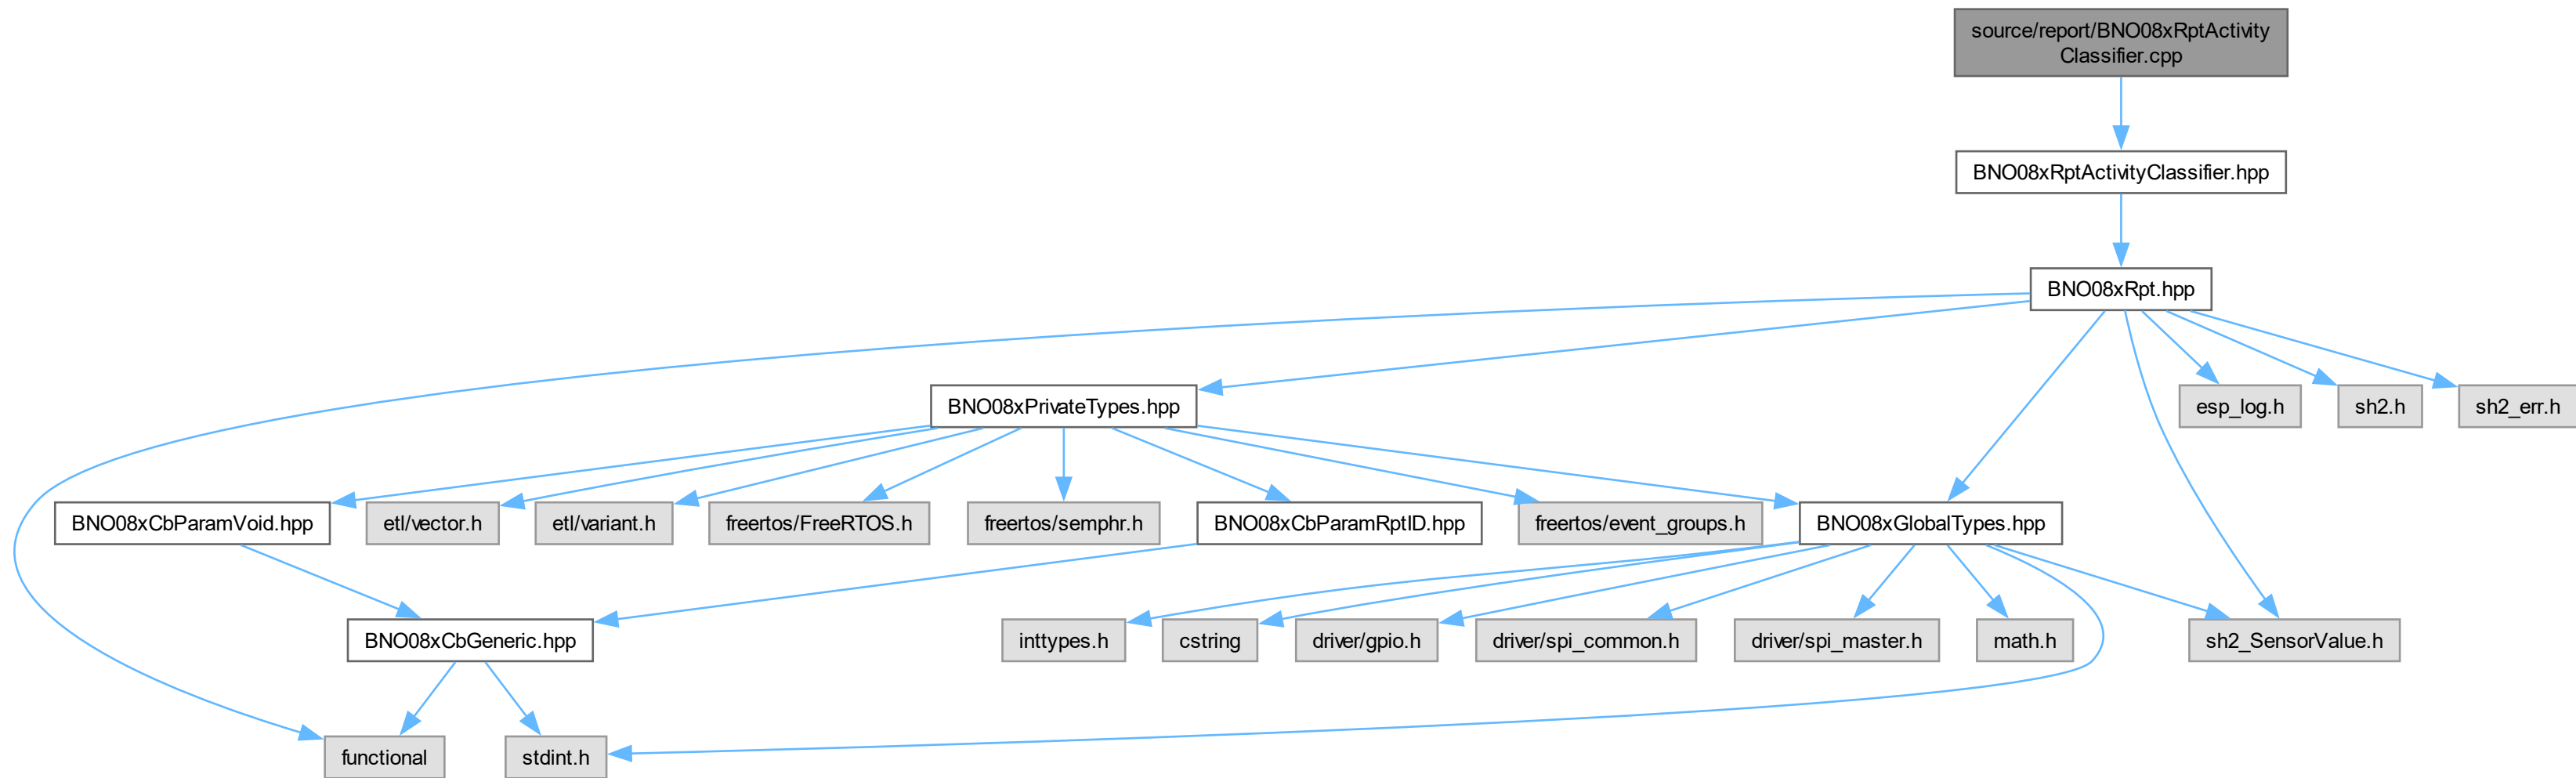 source/report/BNO08xRptActivity
Classifier.cpp
BNO08xRptActivityClassifier.hpp
BNO08xRpt.hpp
BNO08xPrivateTypes.hpp
esp_log.h
sh2.h
sh2_err.h
BNO08xCbParamVoid.hpp
etl/vector.h
etl/variant.h
freertos/FreeRTOS.h
freertos/semphr.h
BNO08xCbParamRptID.hpp
freertos/event_groups.h
BNO08xGlobalTypes.hpp
BNO08xCbGeneric.hpp
inttypes.h
cstring
driver/gpio.h
driver/spi_common.h
driver/spi_master.h
math.h
sh2_SensorValue.h
functional
stdint.h